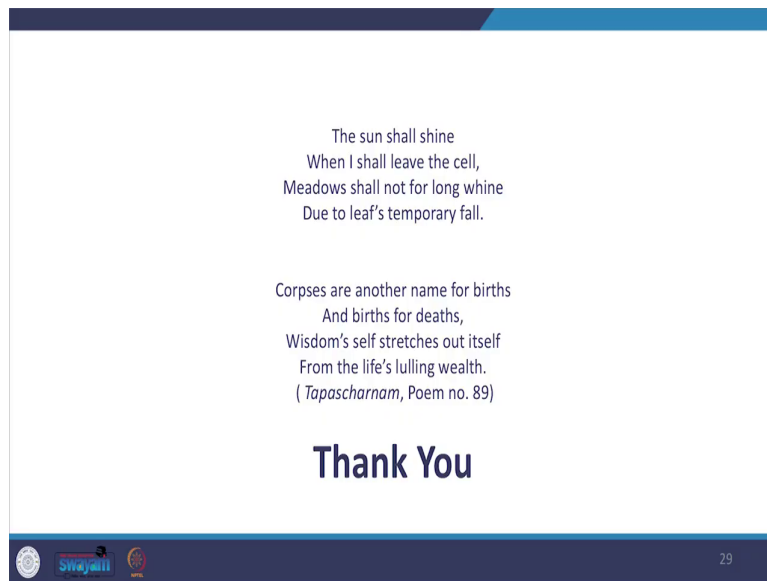 The sun shall shine
When I shall leave the cell,
Meadows shall not for long whine
Due to leaf’s temporary fall.
Corpses are another name for births
And births for deaths,
Wisdom’s self stretches out itself
From the life’s lulling wealth.
( Tapascharnam, Poem no. 89)
Thank You
swayam
29